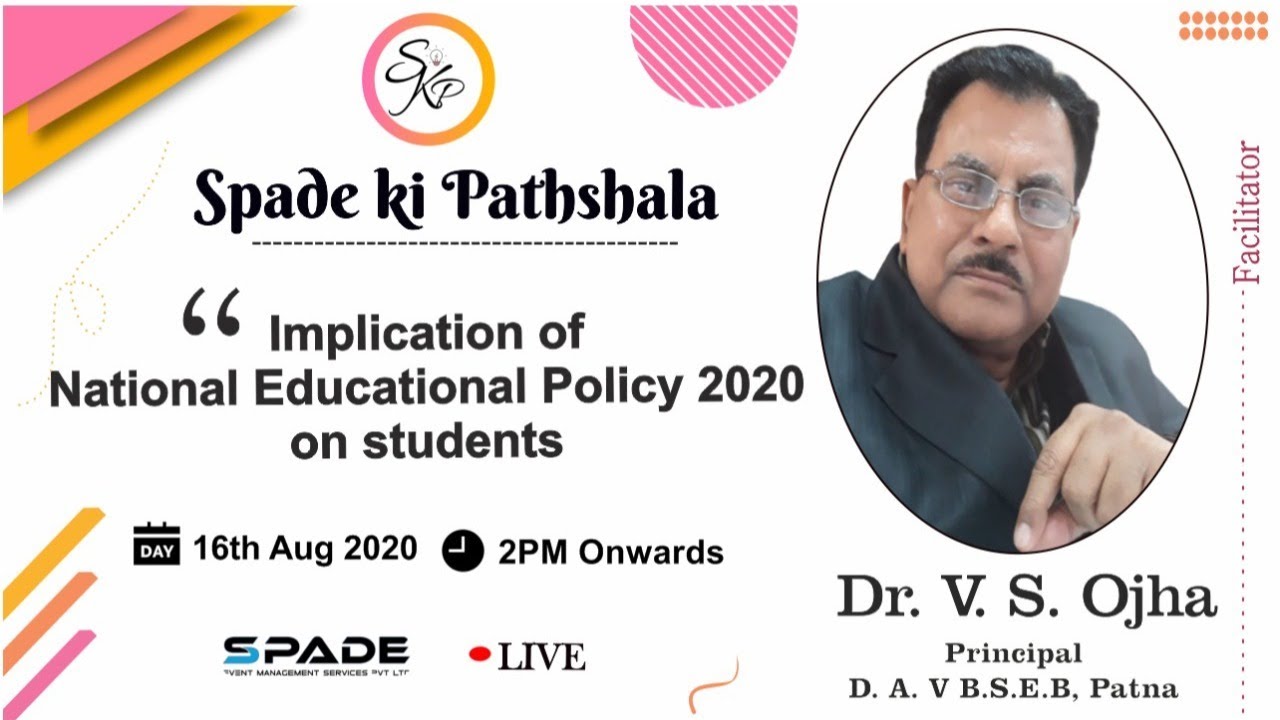 SKP
Spade ki Pathshala
“ Implication of
National Educational Policy 2020
on students
DAY 16th Aug 2020 2PM Onwards
SPADE
EVENT MANAGEMENT SERVICES PVT LTD
LIVE
Facilitator
Dr. V. S. Ojha
Principal
D. A. V B.S.E.B, Patna